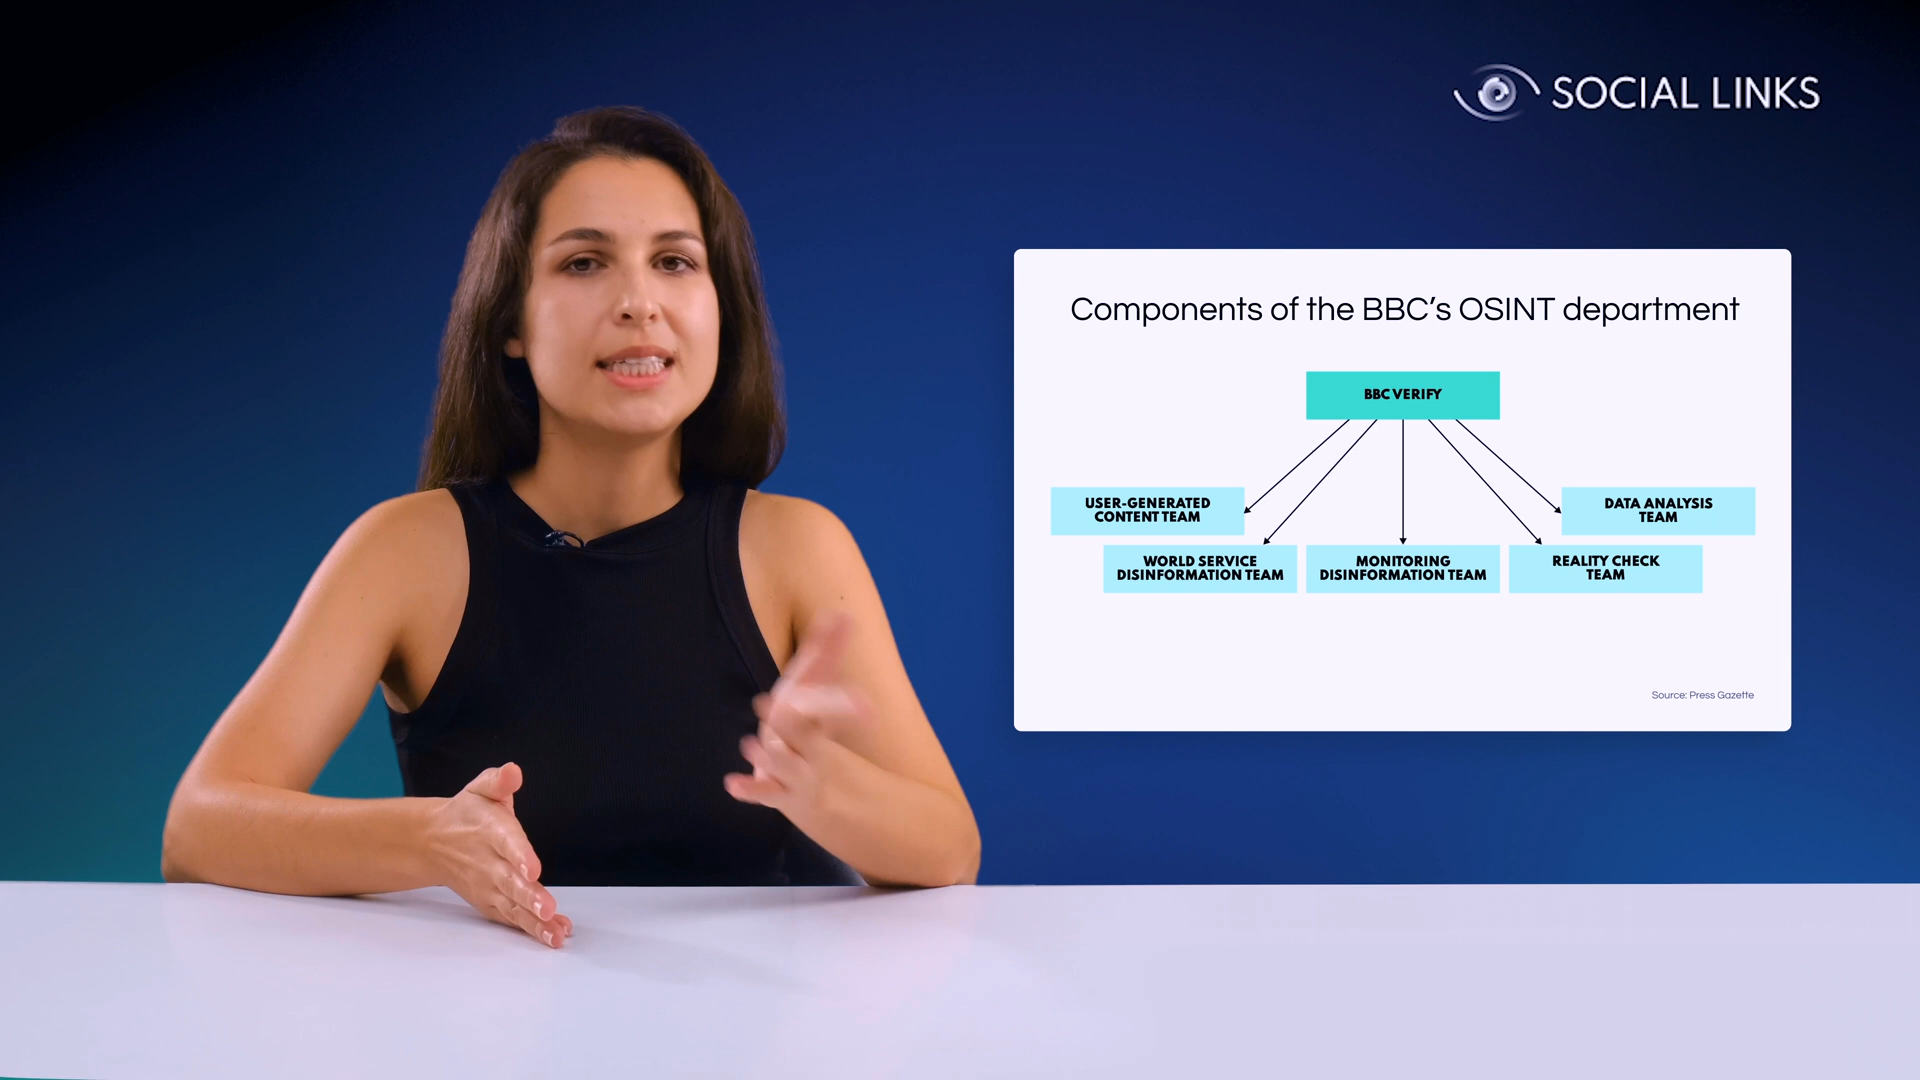 SOCIAL LINKS
Components of the BBC’s OSINT department
BBC VERIFY
USER-GENERATED
CONTENT TEAM
DATA ANALYSIS
TEAM
WORLD SERVICE
DISINFORMATION TEAM
MONITORING
DISINFORMATION TEAM
REALITY CHECK
TEAM
Source: Press Gazette